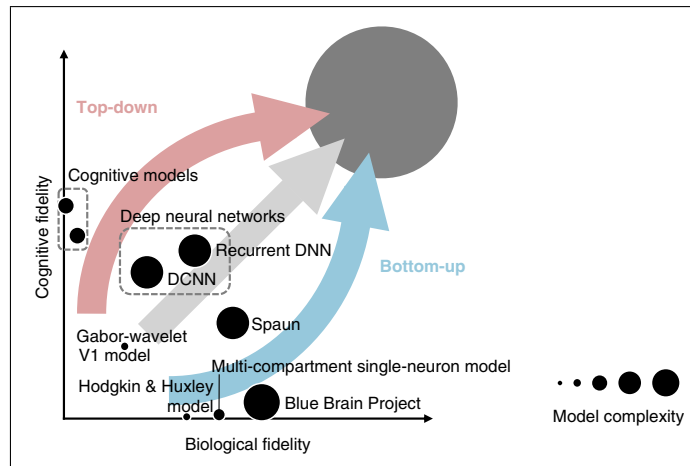 Top-down
Cognitive models
Deep neural networks
Recurrent DNN
DCNN
Bottom-up
Cognitive fidelity
Spaun
Gabor-wavelet
V1 model
Multi-compartment single-neuron model
Hodgkin & Huxley
model
Blue Brain Project
Model complexity
Biological fidelity